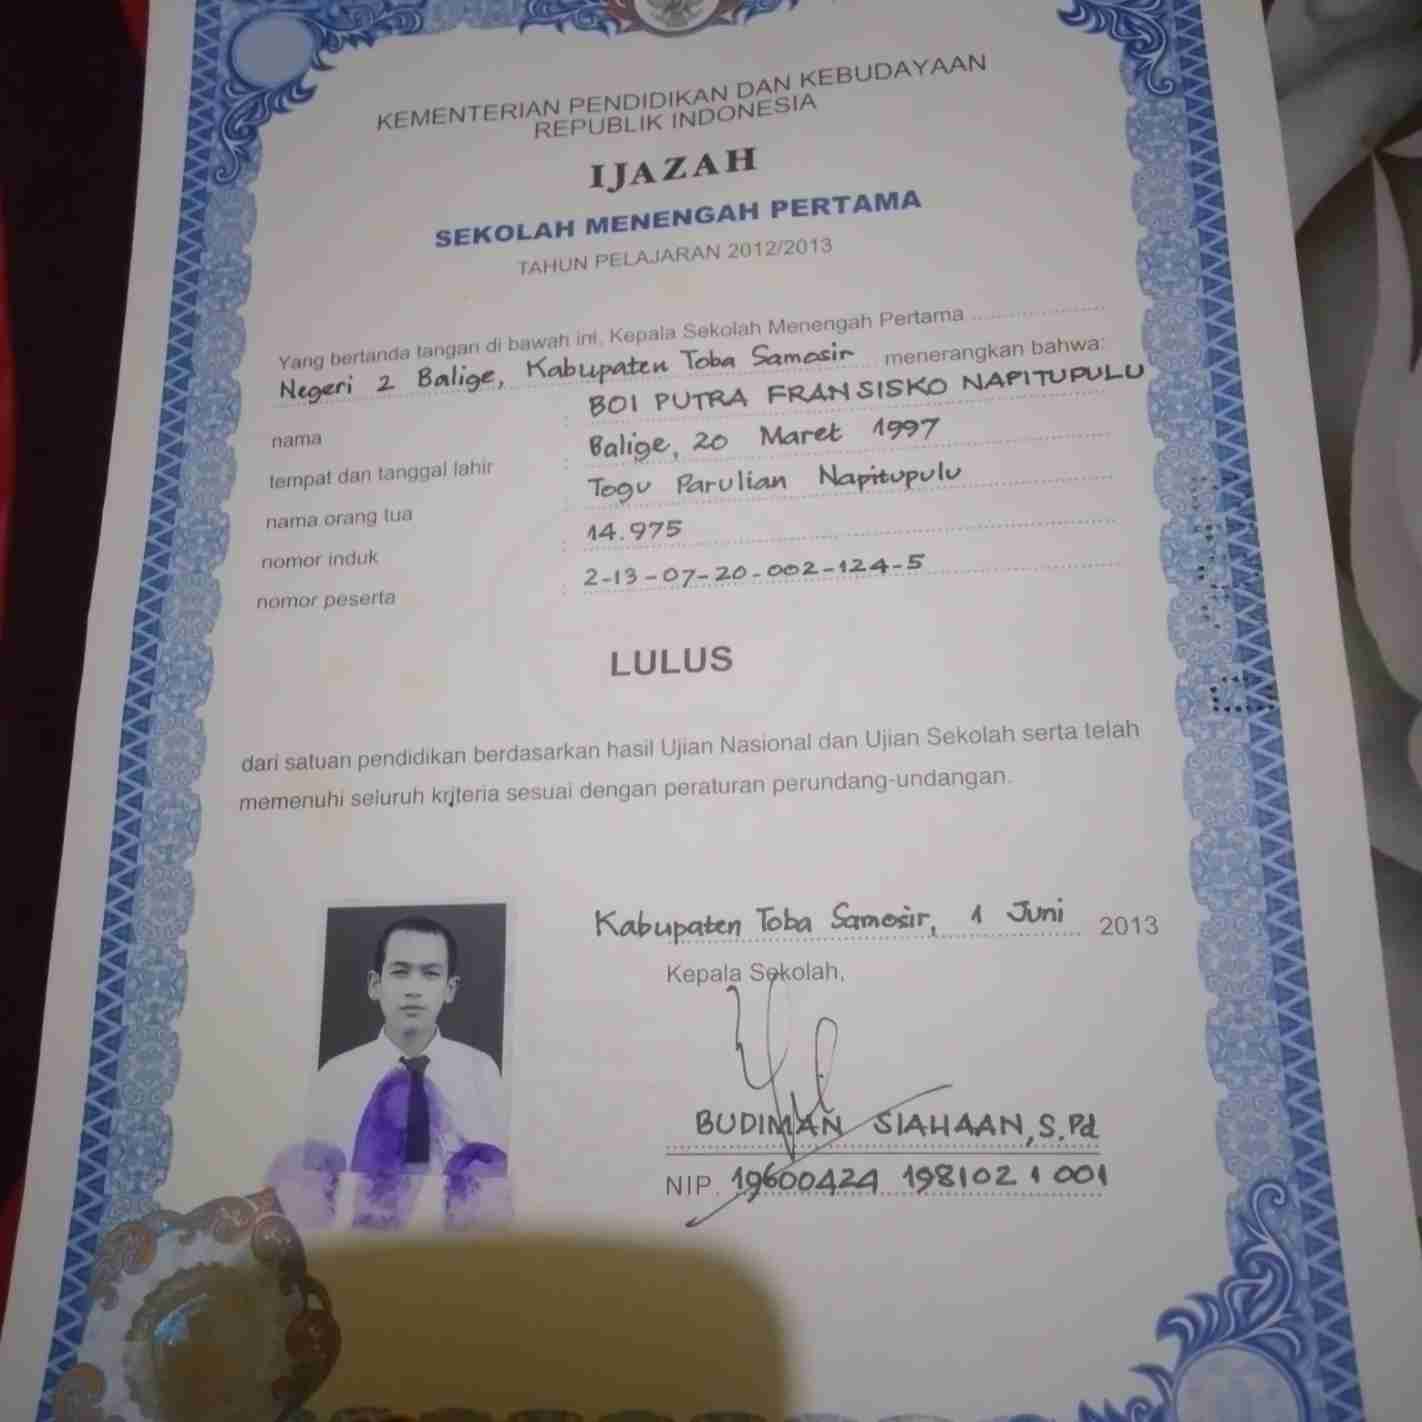 KEMENTERIAN PENDIDIKAN DAN KEBUDAYAAN
REPUBLIK INDONESIA
IJAZAH
SEKOLAH MENENGAH PERTAMA
TAHUN PELAJARAN 2012/2013
Yang bertanda tangan di bawah ini, Kepala Sekolah Menengah Pertama
Negeri 2 Balige, Kabupaten Toba Samosir menerangkan bahwa:
nama : BOI PUTRA FRANSISKO NAPITUPULU
tempat dan tanggal lahir : Balige, 20 Maret 1997
nama orang tua : Togu Parulian Napitupulu
nomor induk : 14.975
nomor peserta : 2-13-07-20-002-124-5
LULUS
dari satuan pendidikan berdasarkan hasil Ujian Nasional dan Ujian Sekolah serta telah
memenuhi seluruh kriteria sesuai dengan peraturan perundang-undangan.
Kabupaten Toba Samosir, 1 Juni 2013
Kepala Sekolah,
BUDIMAN SIAHAAN, S.Pd
NIP. 19600424 198102 1 001